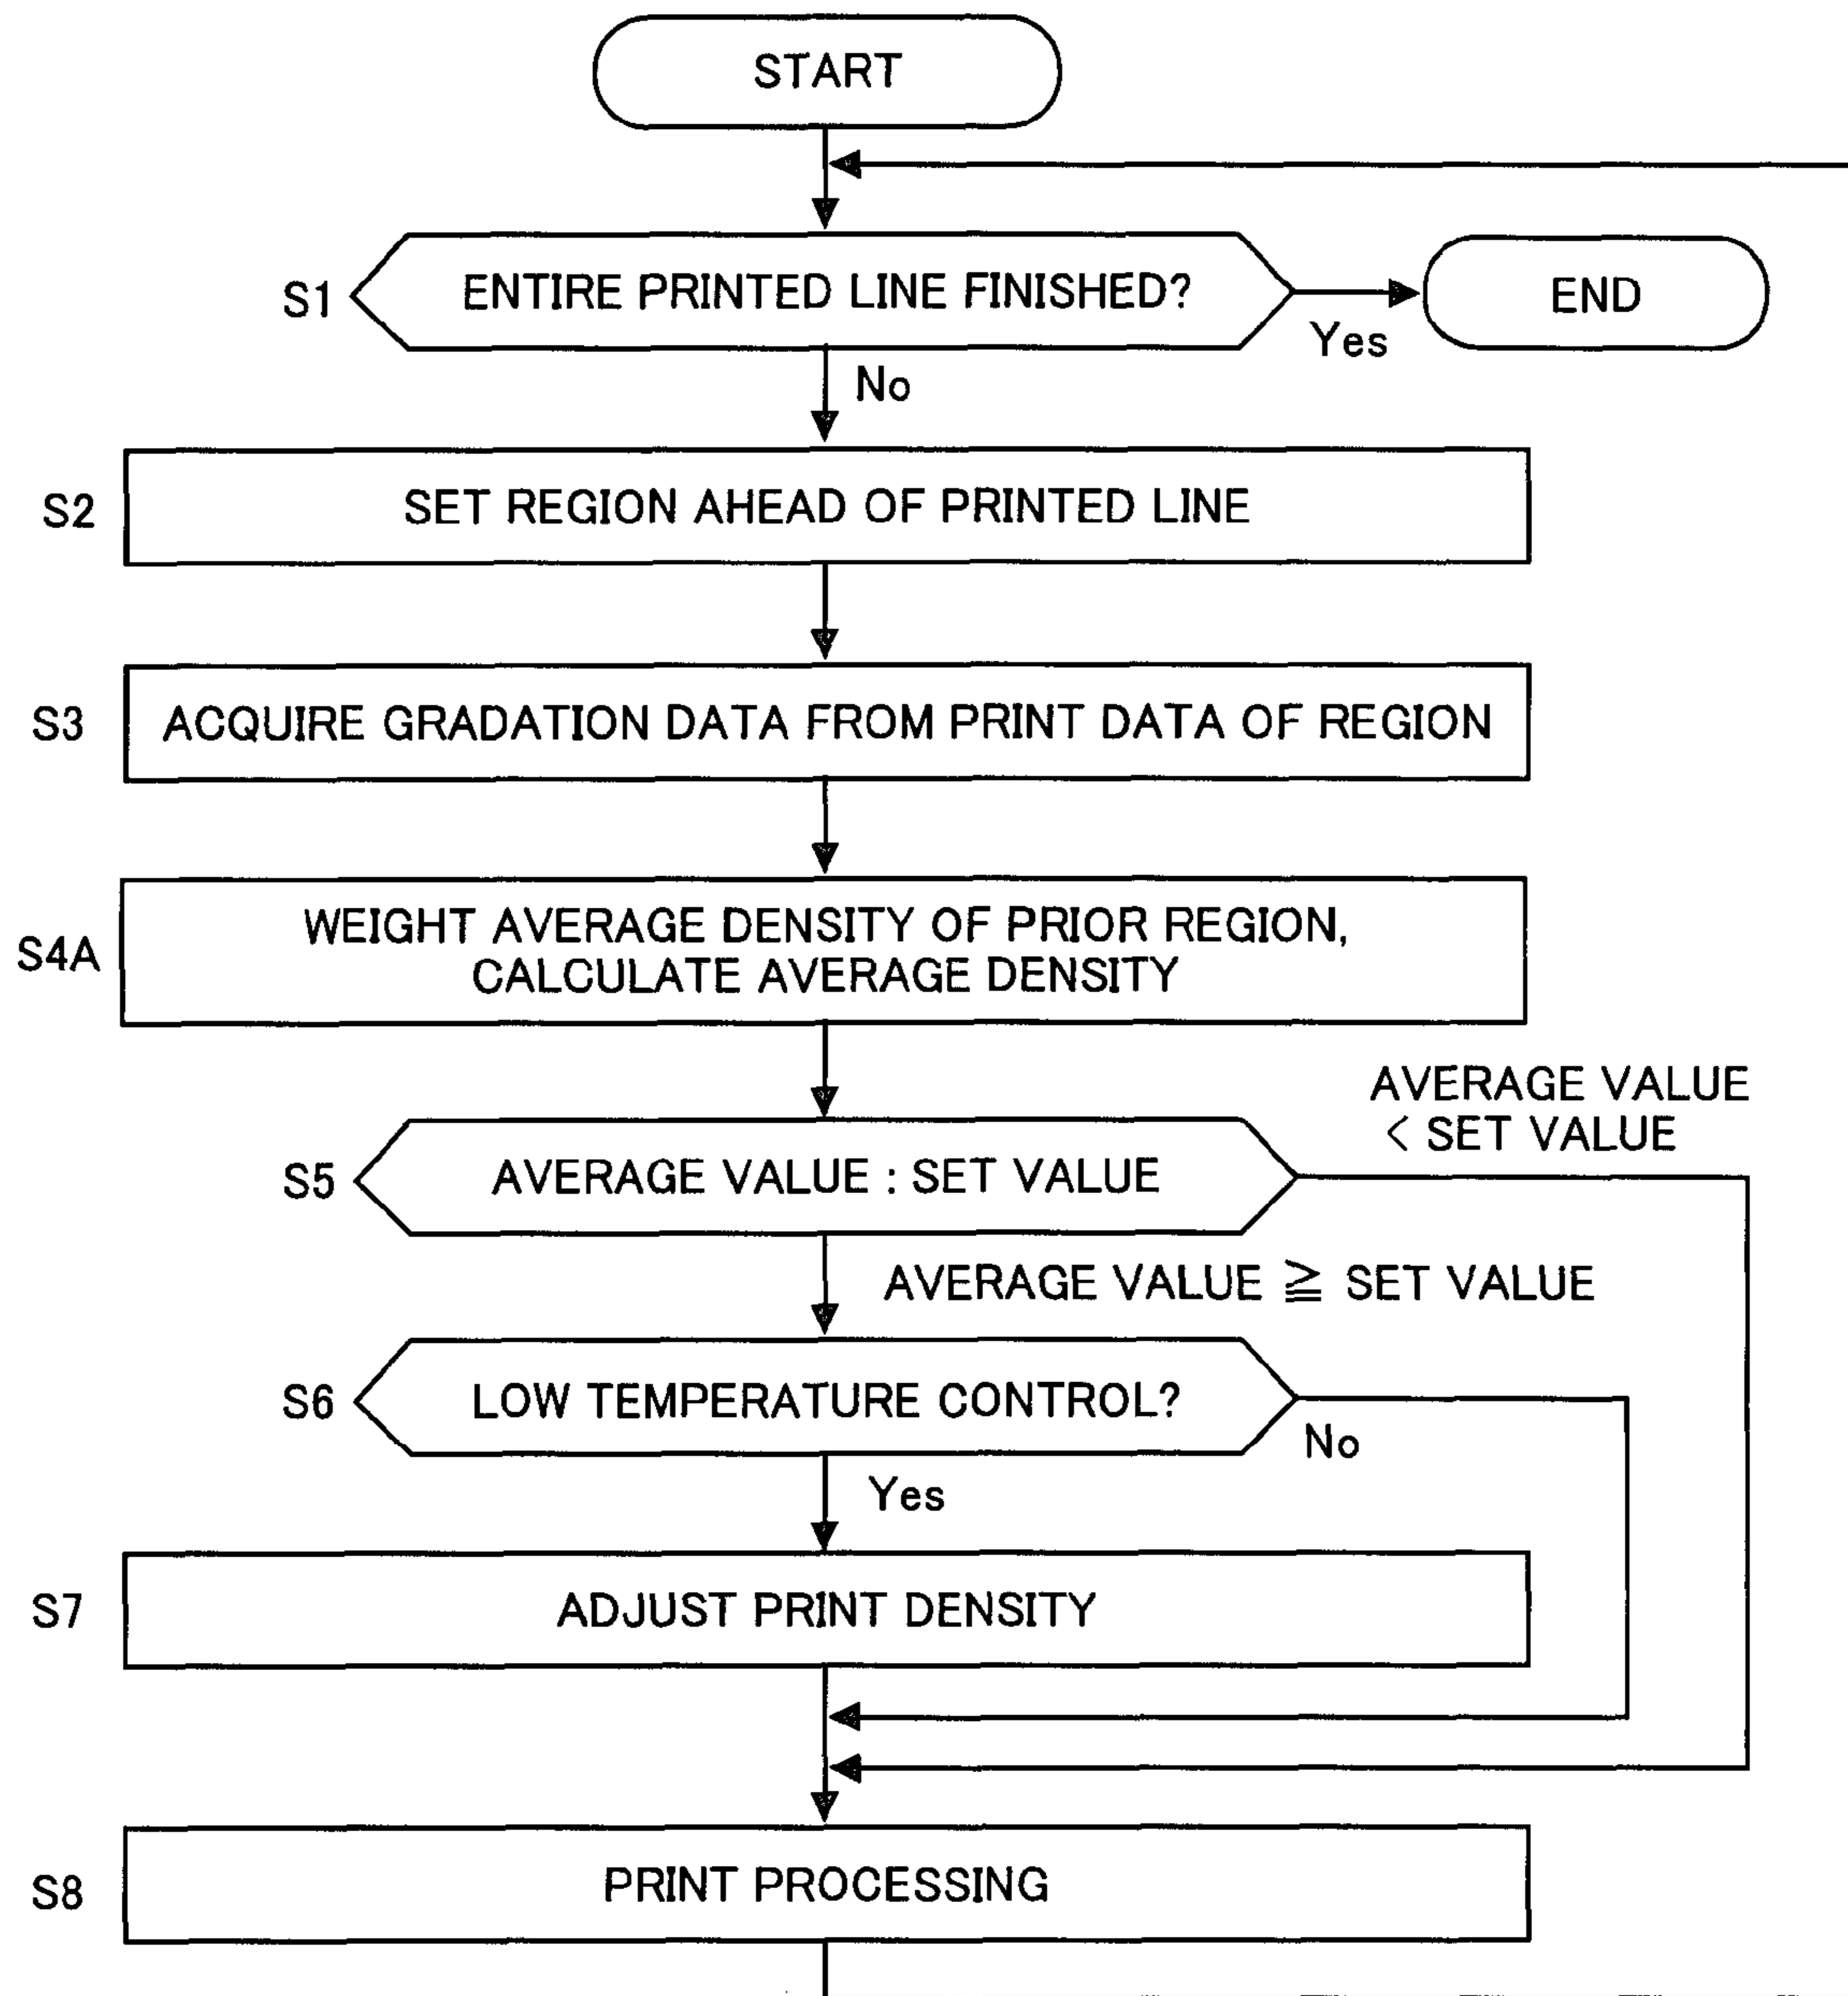 START
S1
ENTIRE PRINTED LINE FINISHED?
Yes
END
No
S2
SET REGION AHEAD OF PRINTED LINE
S3
ACQUIRE GRADATION DATA FROM PRINT DATA OF REGION
S4A
WEIGHT AVERAGE DENSITY OF PRIOR REGION,
CALCULATE AVERAGE DENSITY
AVERAGE VALUE
< SET VALUE
S5
AVERAGE VALUE : SET VALUE
AVERAGE VALUE ≧ SET VALUE
S6
LOW TEMPERATURE CONTROL?
No
Yes
S7
ADJUST PRINT DENSITY
S8
PRINT PROCESSING